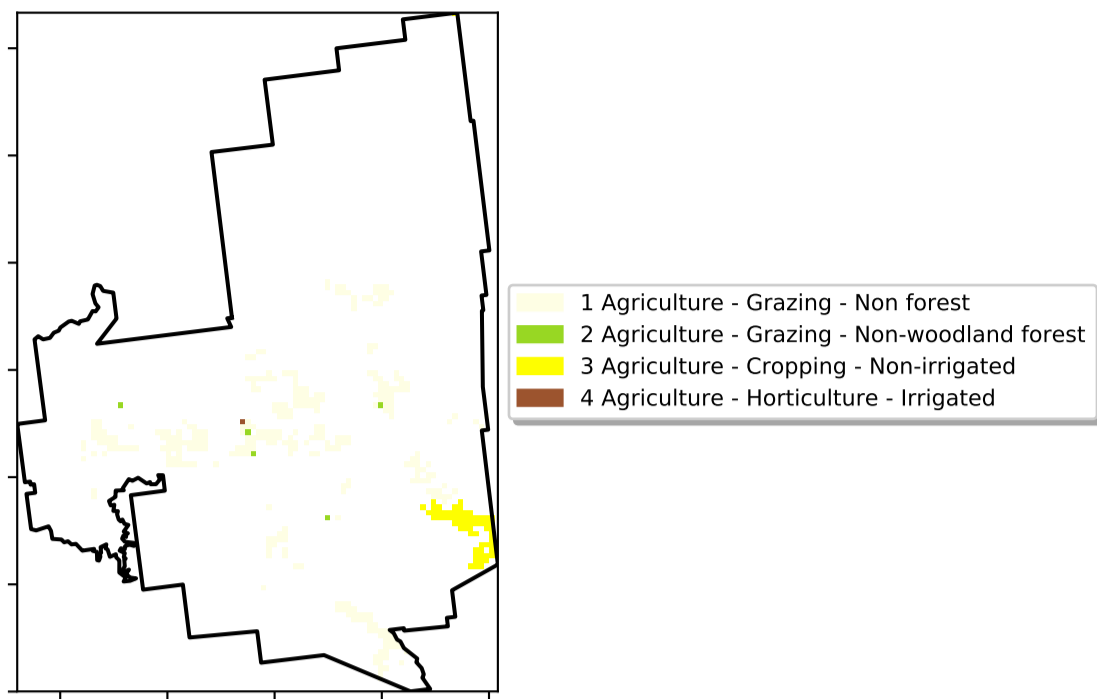 1 Agriculture - Grazing - Non forest
2 Agriculture - Grazing - Non-woodland forest
3 Agriculture - Cropping - Non-irrigated
4 Agriculture - Horticulture - Irrigated